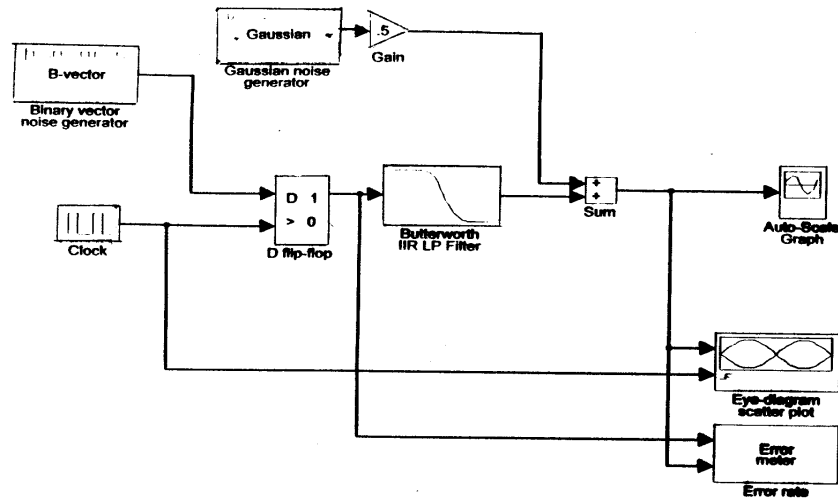 Gaussian
Gaussian noise
generator
.5
Gain
B-vector
Binary vector
noise generator
D 1
> 0
D flip-flop
Clock
Butterworth
IIR LP Filter
+
+
Sum
Auto-Scale
Graph
Eye-diagram
scatter plot
Error
meter
Error rate